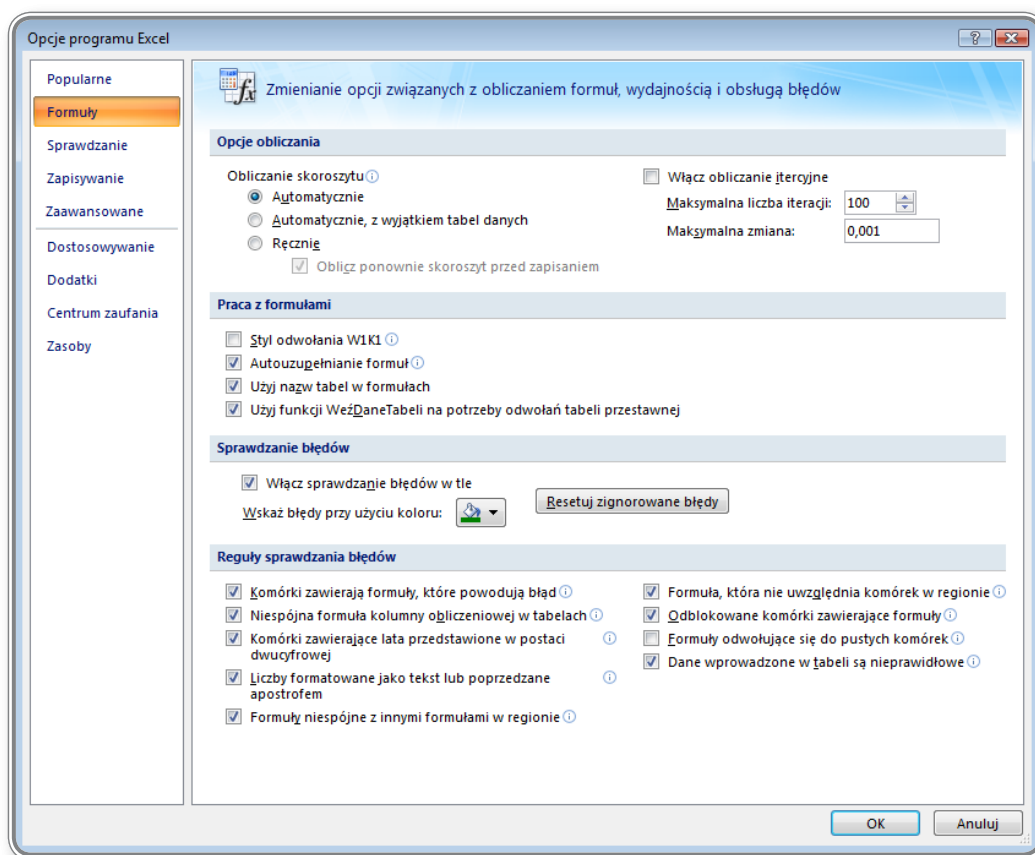 Opcje programu Excel
Popularne
Formuły
Sprawdzanie
Zapisywanie
Zaawansowane
Dostosowywanie
Dodatki
Centrum zaufania
Zasoby
Zmienianie opcji związanych z obliczaniem formuł, wydajnością i obsługą błędów
Opcje obliczania
Obliczanie skoroszytu
Automatycznie
Automatycznie, z wyjątkiem tabel danych
Ręcznie
Oblicz ponownie skoroszyt przed zapisaniem
Włącz obliczanie itercyjne
Maksymalna liczba iteracji: 100
Maksymalna zmiana: 0,001
Praca z formułami
Styl odwołania W1K1
Autouzupełnianie formuł
Użyj nazw tabel w formułach
Użyj funkcji WeźDaneTabeli na potrzeby odwołań tabeli przestawnej
Sprawdzanie błędów
Włącz sprawdzanie błędów w tle
Wskaż błędy przy użyciu koloru:
Resetuj zignorowane błędy
Reguły sprawdzania błędów
Komórki zawierają formuły, które powodują błąd
Niespójna formuła kolumny obliczeniowej w tabelach
Komórki zawierające lata przedstawione w postaci
dwucyfrowej
Liczby formatowane jako tekst lub poprzedzane
apostrofem
Formuły niespójne z innymi formułami w regionie
Formuła, która nie uwzględnia komórek w regionie
Odblokowane komórki zawierające formuły
Formuły odwołujące się do pustych komórek
Dane wprowadzone w tabeli są nieprawidłowe
OK
Anuluj